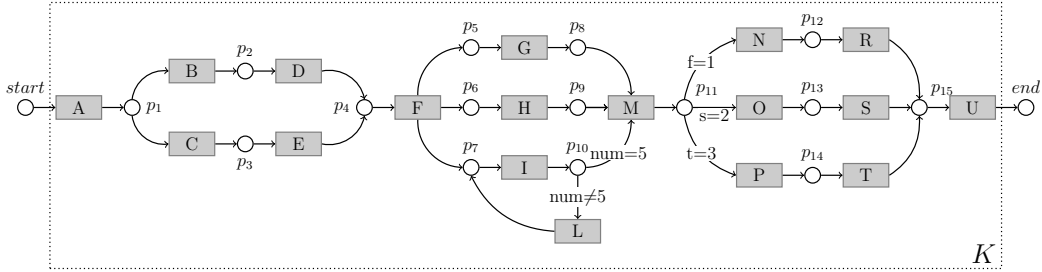 p₅ G p₈ p₁₂
N R
p₂
B D f=1
start p₆ p₉ p₁₁ p₁₃ p₁₅ end
A p₁ p₄ F H M O S U
s=2
p₃ p₇ p₁₀ num=5 t=3 p₁₄
C E I P T
num≠5
L
K